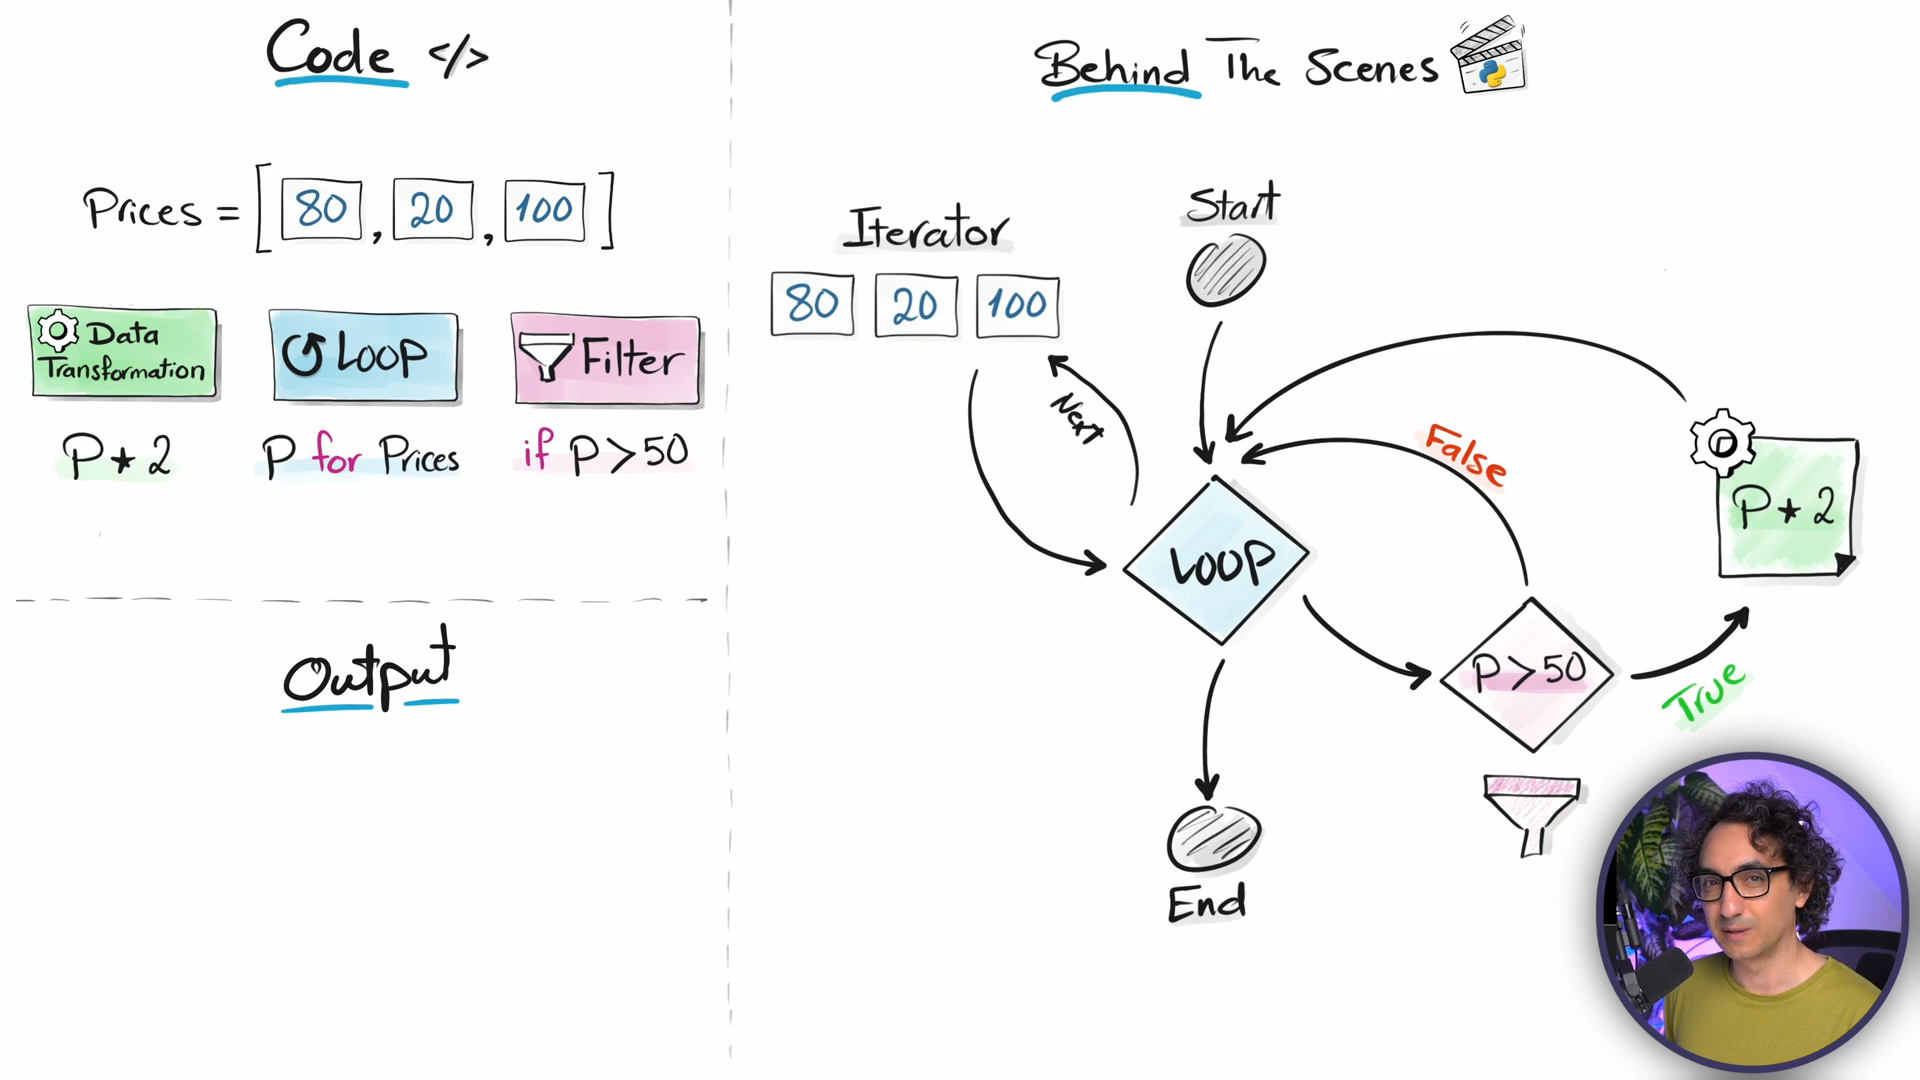 Code </>
Prices = [ 80 , 20 , 100 ]
Data
Transformation
Loop
Filter
P * 2
P for Prices
if P > 50
Output
Behind The Scenes
Start
Iterator
80 20 100
Next
False
P * 2
LOOP
P > 50
True
End